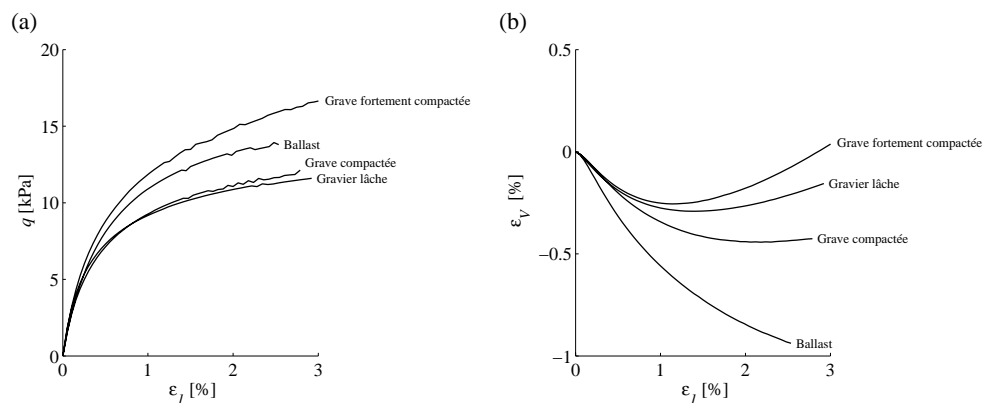 (a)
20
15
10
5
0
q [kPa]
Grave fortement compactée
Ballast
Grave compactée
Gravier lâche
0 1 2 3
ε₁ [%]
(b)
0.5
0
−0.5
−1
ε_V [%]
Grave fortement compactée
Gravier lâche
Grave compactée
Ballast
0 1 2 3
ε₁ [%]